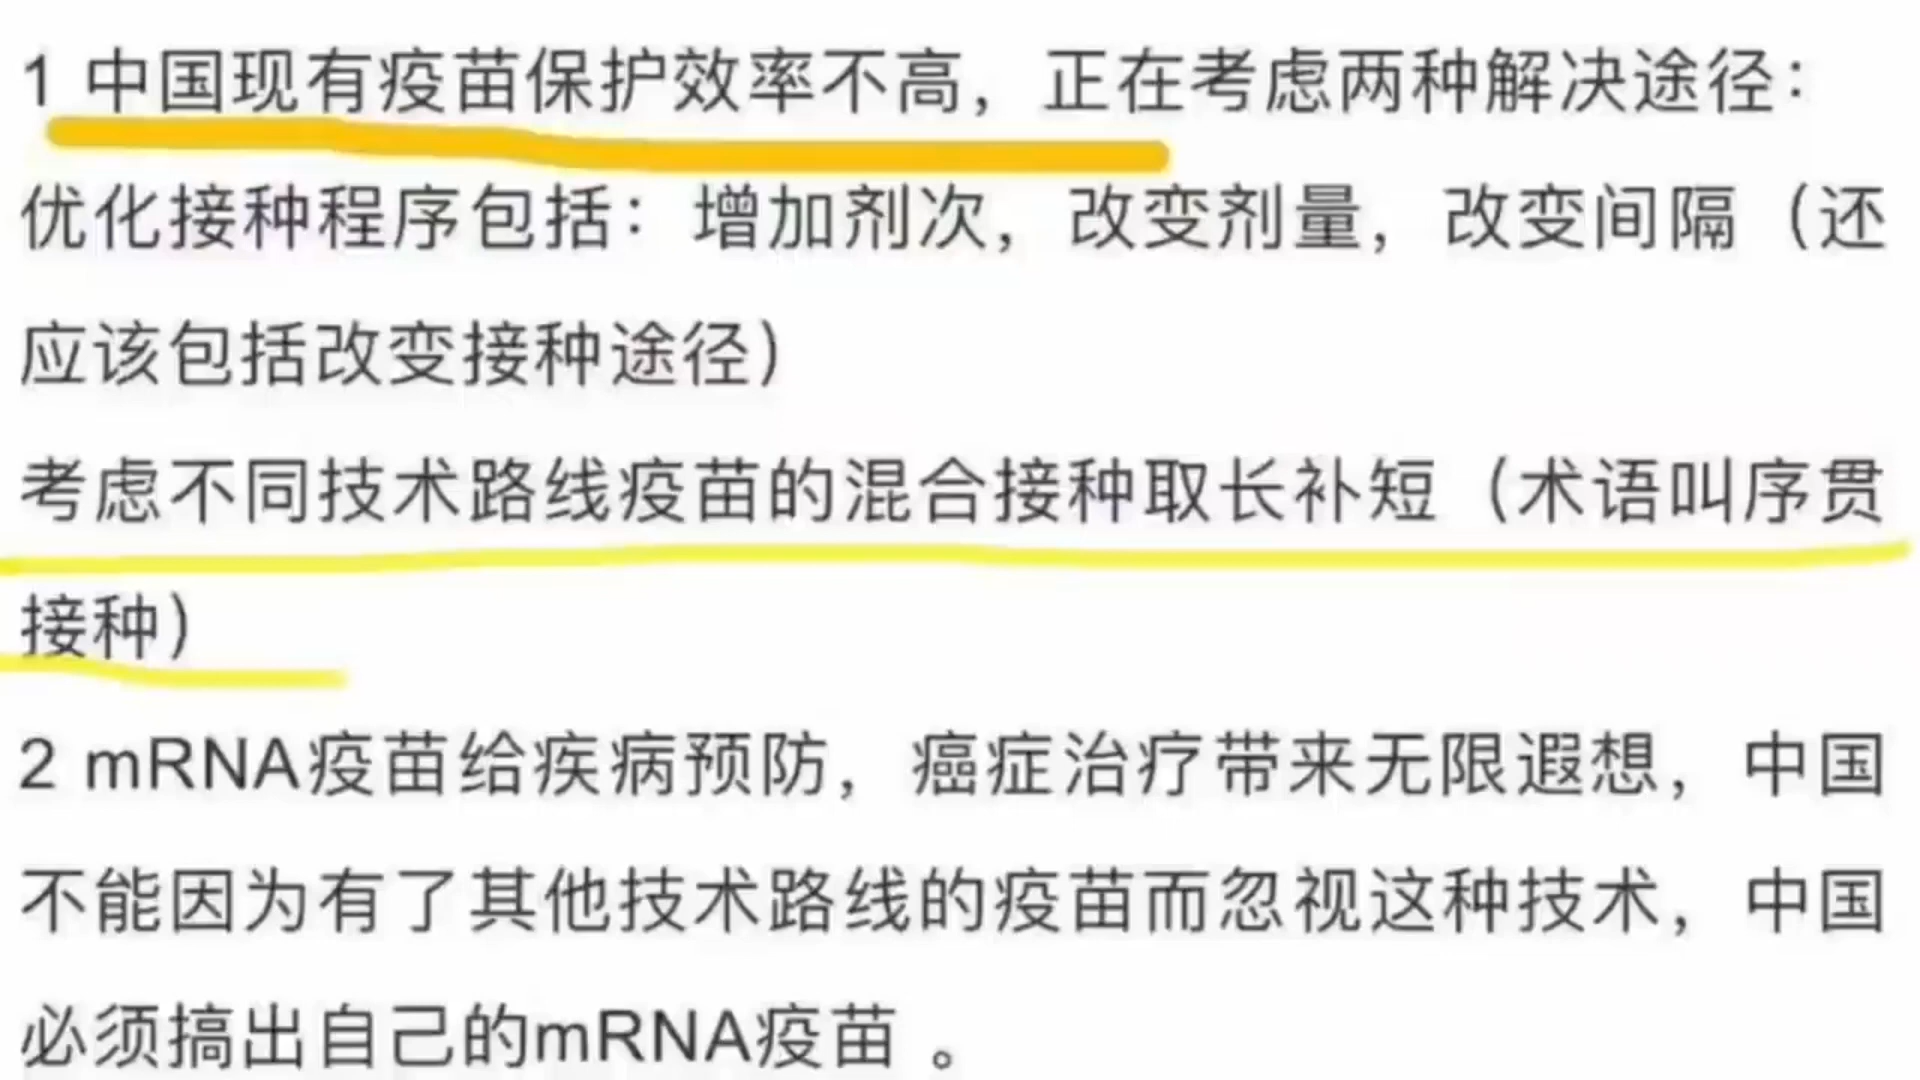 1 中国现有疫苗保护效率不高，正在考虑两种解决途径：
优化接种程序包括：增加剂次，改变剂量，改变间隔（还
应该包括改变接种途径）
考虑不同技术路线疫苗的混合接种取长补短（术语叫序贯
接种）
2 mRNA疫苗给疾病预防，癌症治疗带来无限遐想，中国
不能因为有了其他技术路线的疫苗而忽视这种技术，中国
必须搞出自己的mRNA疫苗 。